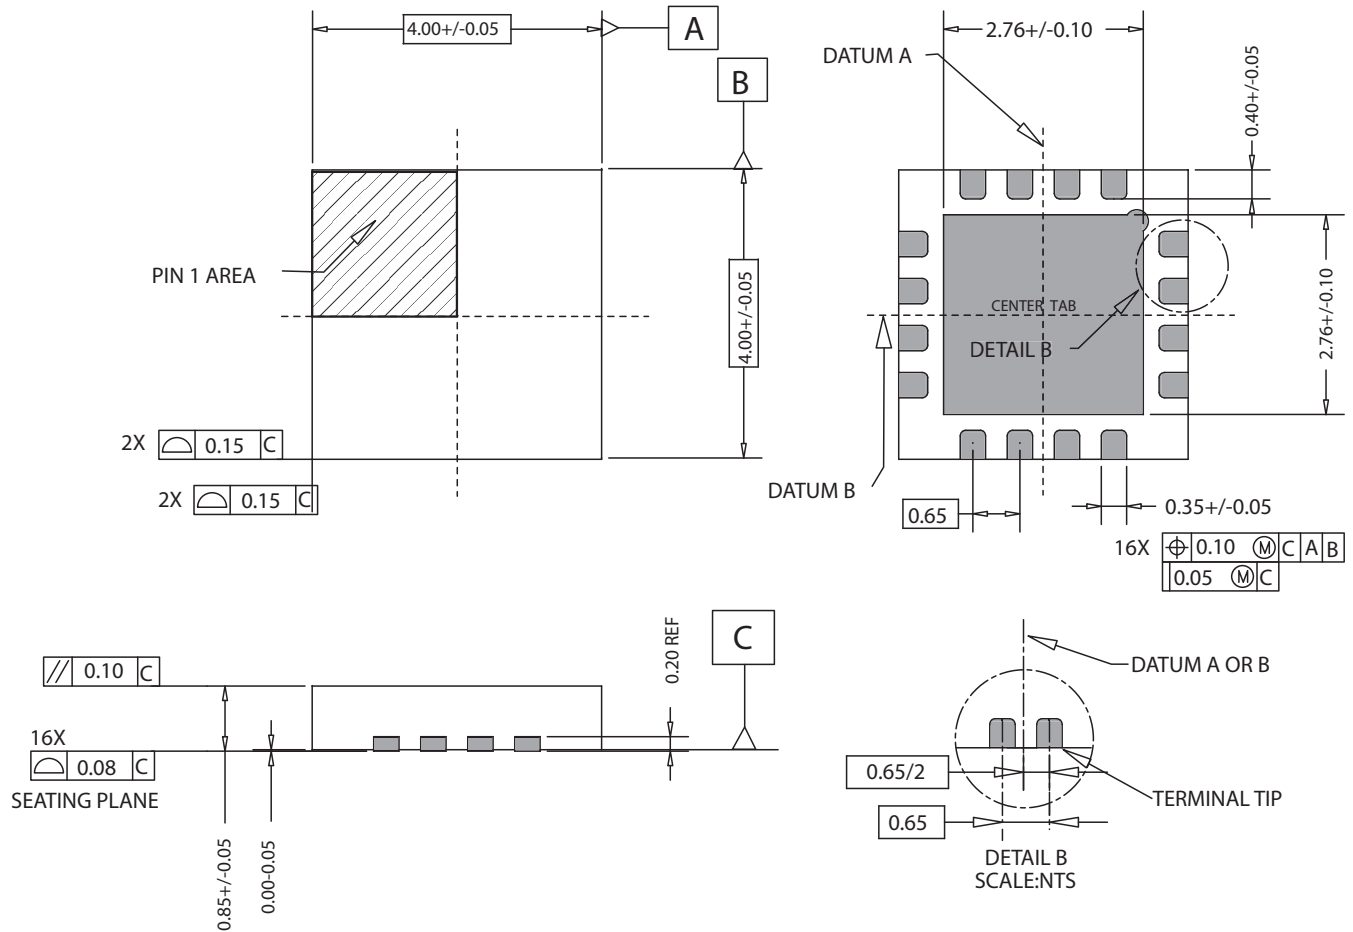 4.00+/-0.05
A
B
PIN 1 AREA
4.00+/-0.05
2X 0.15 C
2X 0.15 C
2.76+/-0.10
DATUM A
0.40+/-0.05
CENTER TAB
DETAIL B
2.76+/-0.10
DATUM B
0.65
0.35+/-0.05
16X 0.10 Ⓜ C A B
0.05 Ⓜ C
// 0.10 C
16X
0.08 C
SEATING PLANE
0.85+/-0.05
0.00-0.05
0.20 REF
C
DATUM A OR B
0.65/2
0.65
TERMINAL TIP
DETAIL B
SCALE:NTS